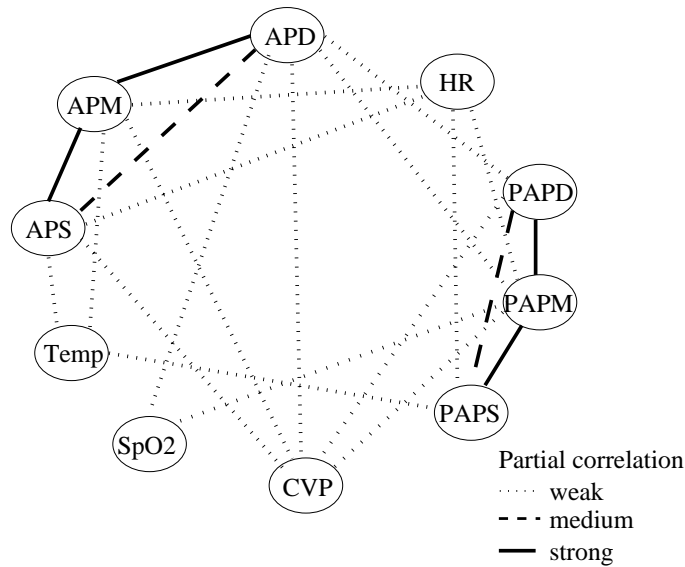 APD
HR
APM
PAPD
APS
PAPM
Temp
PAPS
SpO2
CVP
Partial correlation
weak
medium
strong